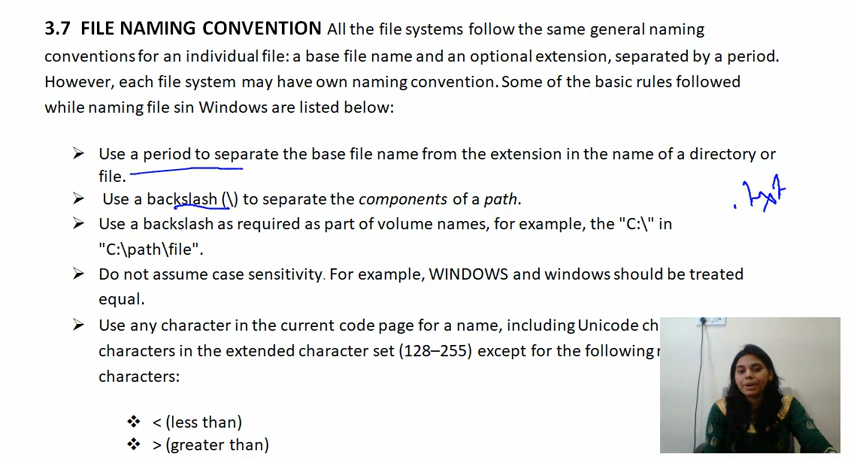 3.7 FILE NAMING CONVENTION All the file systems follow the same general naming
conventions for an individual file: a base file name and an optional extension, separated by a period.
However, each file system may have own naming convention. Some of the basic rules followed
while naming file sin Windows are listed below:
➢ Use a period to separate the base file name from the extension in the name of a directory or
file.
➢ Use a backslash (\) to separate the components of a path.
.txt
➢ Use a backslash as required as part of volume names, for example, the "C:\" in
"C:\path\file".
➢ Do not assume case sensitivity. For example, WINDOWS and windows should be treated
equal.
➢ Use any character in the current code page for a name, including Unicode ch
characters in the extended character set (128–255) except for the following r
characters:
❖ < (less than)
❖ > (greater than)